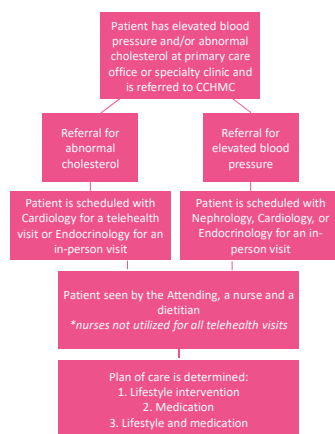 Patient has elevated blood
pressure and/or abnormal
cholesterol at primary care
office or specialty clinic and
is referred to CCHMC
Referral for
abnormal
cholesterol
Referral for
elevated blood
pressure
Patient is scheduled with
Cardiology for a telehealth
visit or Endocrinology for an
in-person visit
Patient is scheduled with
Nephrology, Cardiology, or
Endocrinology for an in-
person visit
Patient seen by the Attending, a nurse and a
dietitian
*nurses not utilized for all telehealth visits
Plan of care is determined:
1. Lifestyle intervention
2. Medication
3. Lifestyle and medication